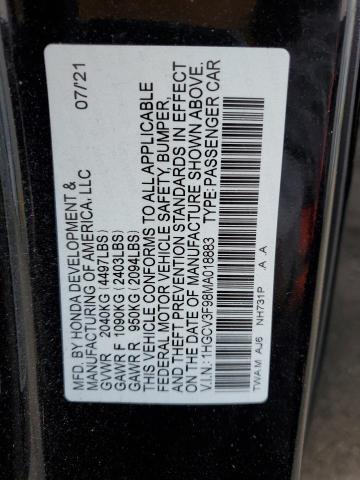 MFD. BY HONDA DEVELOPMENT & 07/'21
MANUFACTURING OF AMERICA, LLC
GVWR 2040KG(4497LBS)
GAWR F 1090KG(2403LBS)
GAWR R 950KG(2094LBS)
THIS VEHICLE CONFORMS TO ALL APPLICABLE
FEDERAL MOTOR VEHICLE SAFETY, BUMPER,
AND THEFT PREVENTION STANDARDS IN EFFECT
ON THE DATE OF MANUFACTURE SHOWN ABOVE.
V.I.N.:1HGCV3F98MA018883 TYPE:PASSENGER CAR
TWAM AJ6 NH731P .A .A